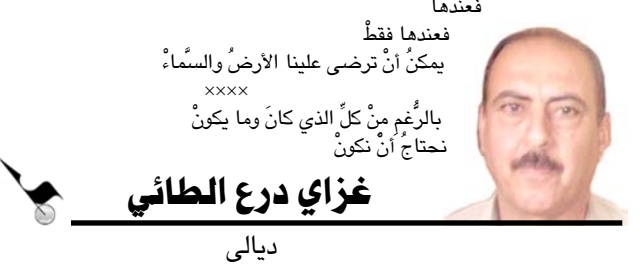 فعندها
فعندها فقطْ
يمكنُ أنْ ترضى علينا الأرضُ والسَّماءْ
××××
بالرُّغمِ منْ كلِّ الذي كانَ وما يكونْ
نحتاجُ أنْ نكونْ
غزاي درع الطائي
ديالى